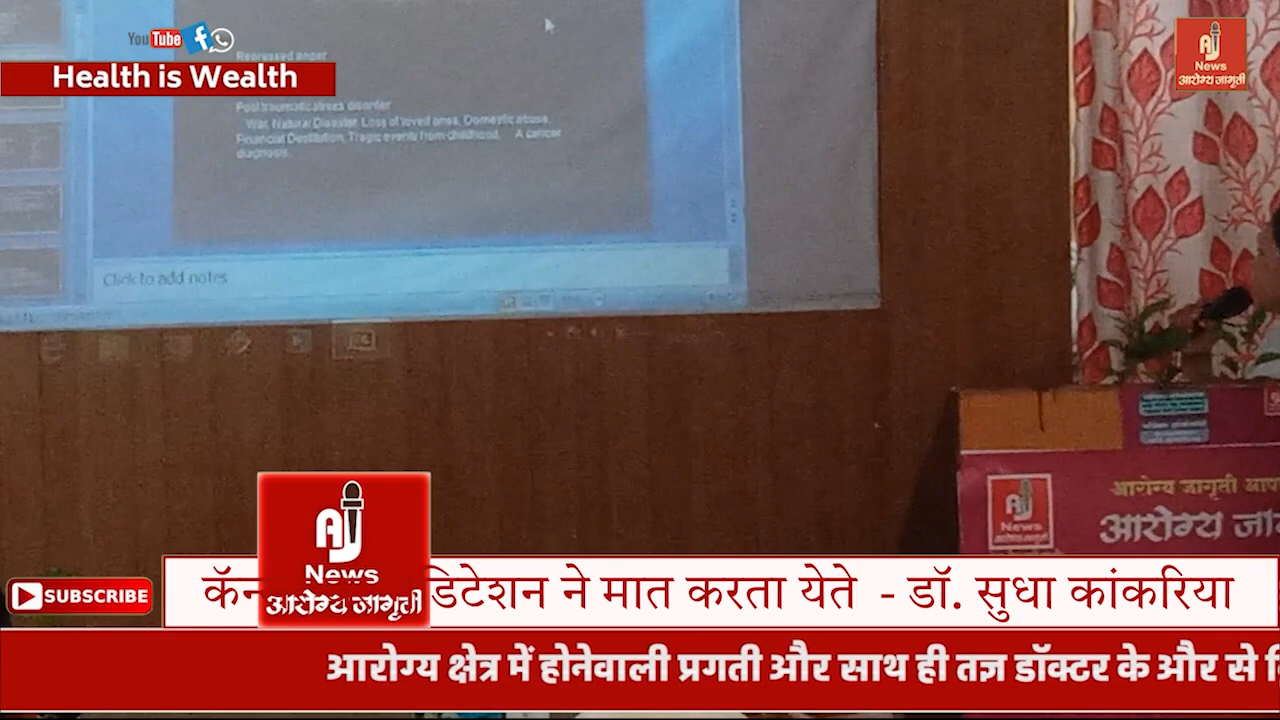 YouTube
Health is Wealth
AJ
News
आरोग्य जागृती
Repressed anger
Post traumatic stress disorder
War, Natural Disaster, Loss of loved ones, Domestic abuse,
Financial Destitution, Tragic events from childhood. A cancer
diagnosis.
Click to add notes
आरोग्य जागृती
AJ
News
आरोग्य जागृती
AJ
News
आरोग्य जागृती
SUBSCRIBE
डिटेशन ने मात करता येते - डॉ. सुधा कांकरिया
आरोग्य क्षेत्र में होनेवाली प्रगती और साथ ही तज्ञ डॉक्टर के और से